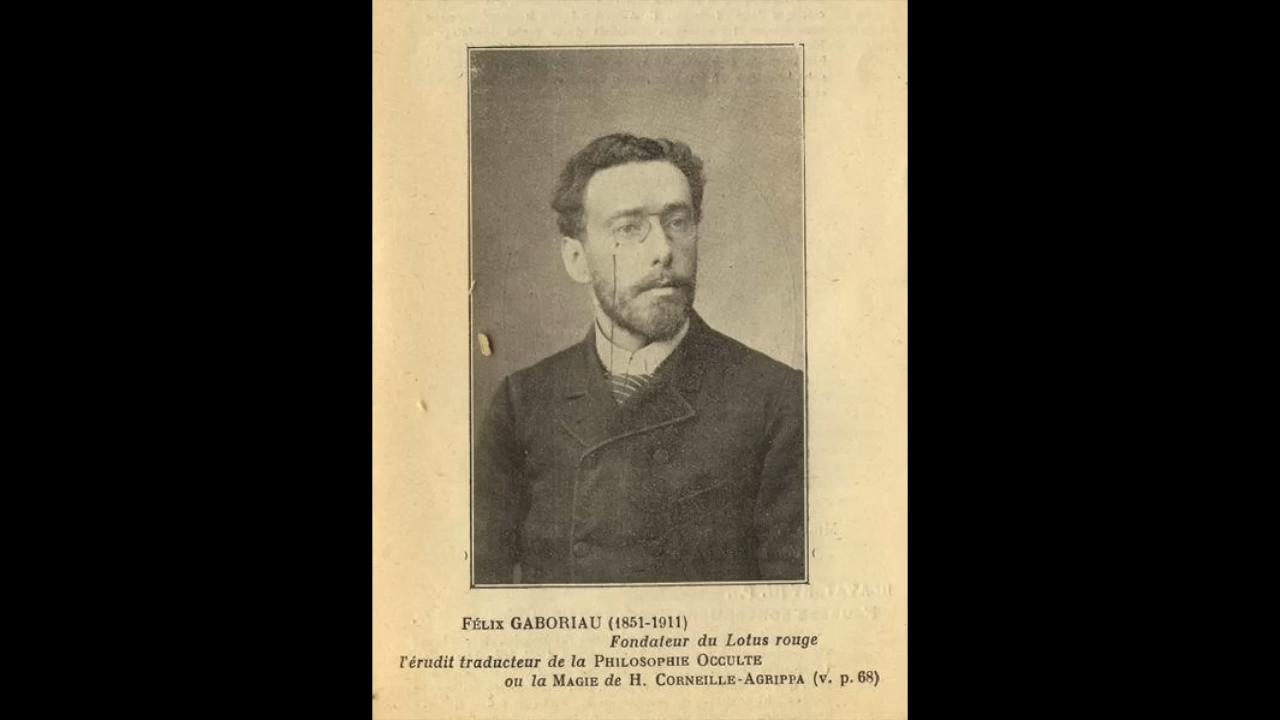 FÉLIX GABORIAU (1851-1911)
Fondateur du Lotus rouge
l'érudit traducteur de la PHILOSOPHIE OCCULTE
ou la MAGIE de H. CORNEILLE-AGRIPPA (v. p. 68)